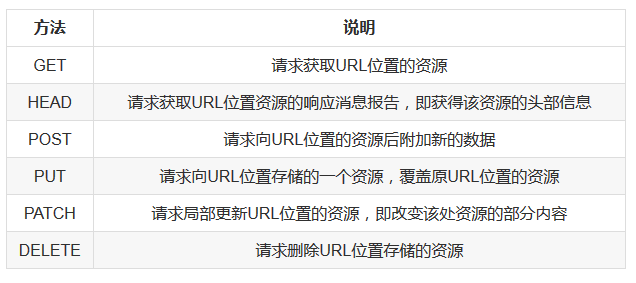 方法 说明
GET 请求获取URL位置的资源
HEAD 请求获取URL位置资源的响应消息报告，即获得该资源的头部信息
POST 请求向URL位置的资源后附加新的数据
PUT 请求向URL位置存储的一个资源，覆盖原URL位置的资源
PATCH 请求局部更新URL位置的资源，即改变该处资源的部分内容
DELETE 请求删除URL位置存储的资源